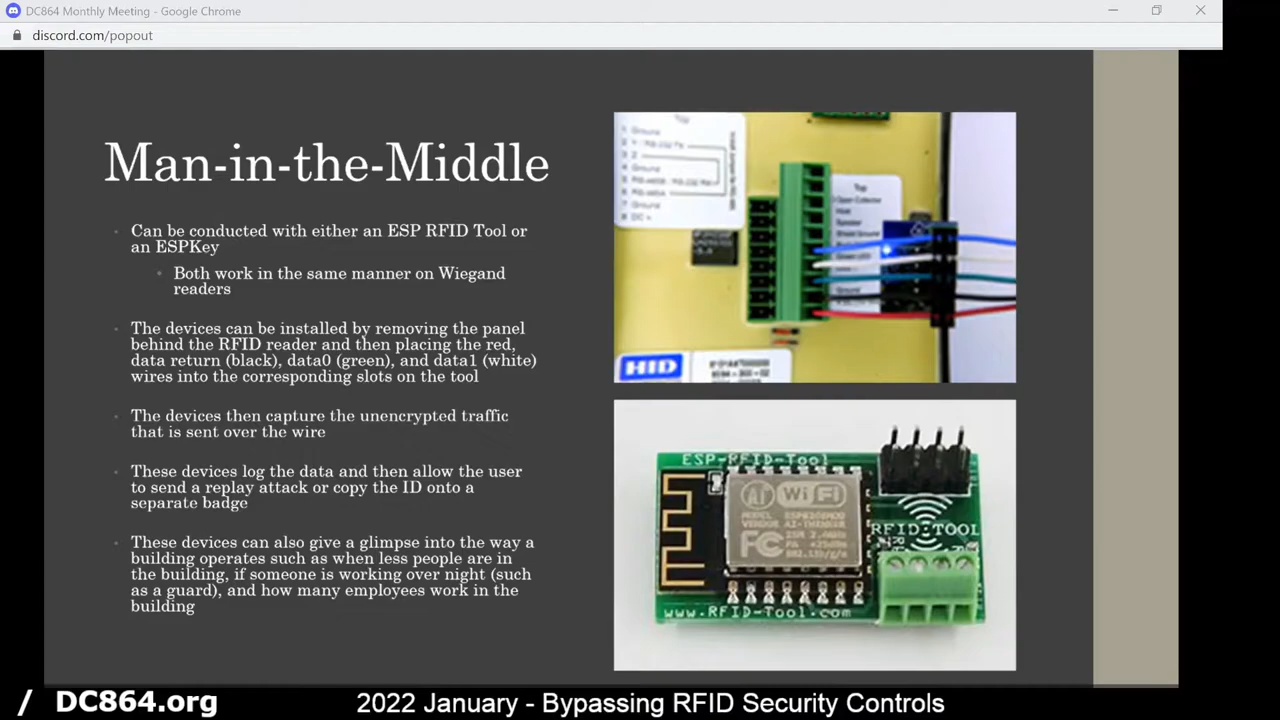 DC864 Monthly Meeting - Google Chrome
discord.com/popout
Man-in-the-Middle
Can be conducted with either an ESP RFID Tool or
an ESPKey
Both work in the same manner on Wiegand
readers
The devices can be installed by removing the panel
behind the RFID reader and then placing the red,
data return (black), data0 (green), and data1 (white)
wires into the corresponding slots on the tool
The devices then capture the unencrypted traffic
that is sent over the wire
These devices log the data and then allow the user
to send a replay attack or copy the ID onto a
separate badge
These devices can also give a glimpse into the way a
building operates such as when less people are in
the building, if someone is working over night (such
as a guard), and how many employees work in the
building
Top
Ground
Ground
Ground
Top
Ground
HID
ESP-RFID-Tool
WiFi
FC
RFID-TOOL
www.RFID-Tool.com
/ DC864.org
2022 January - Bypassing RFID Security Controls